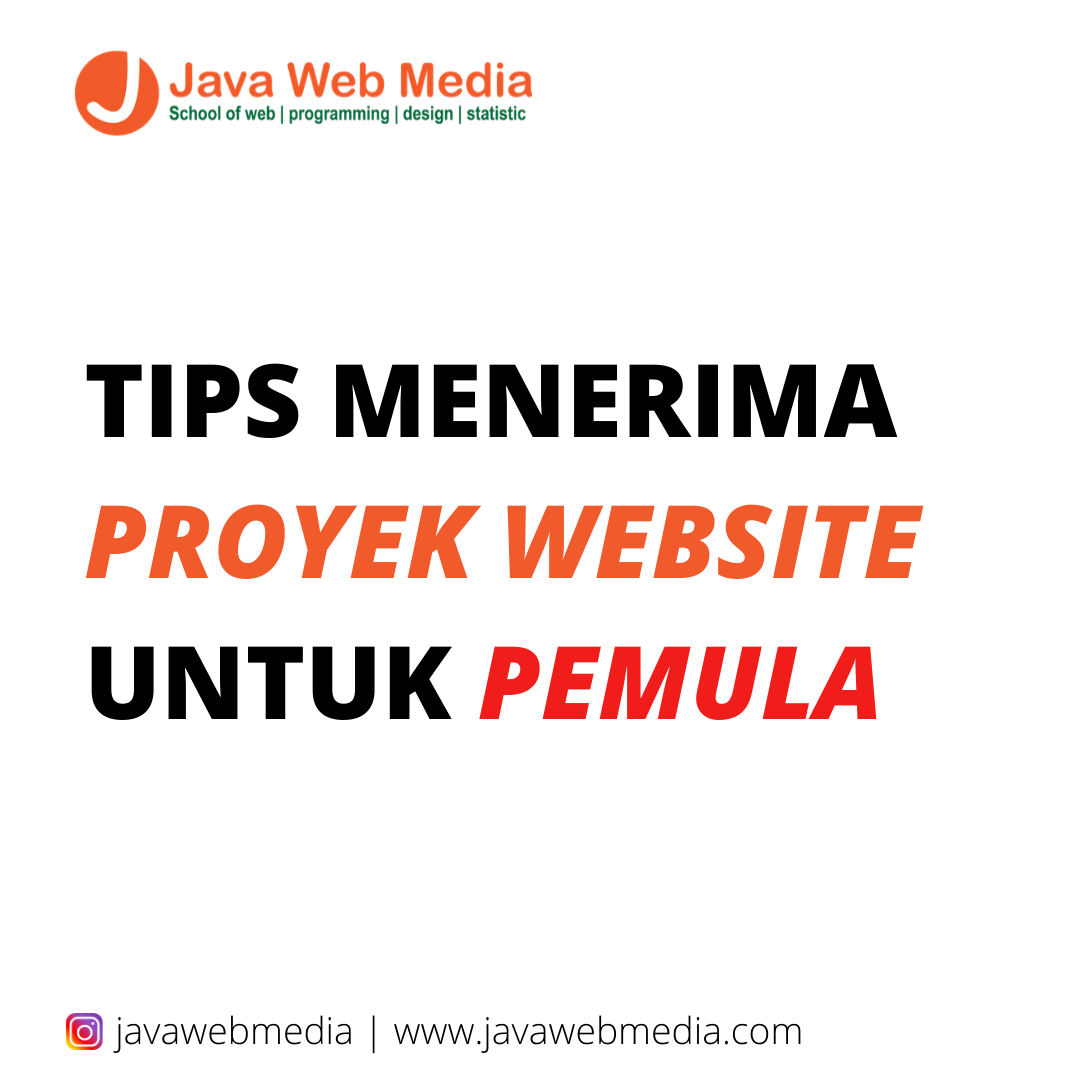 Java Web Media
School of web | programming | design | statistic
TIPS MENERIMA
PROYEK WEBSITE
UNTUK PEMULA
javawebmedia | www.javawebmedia.com